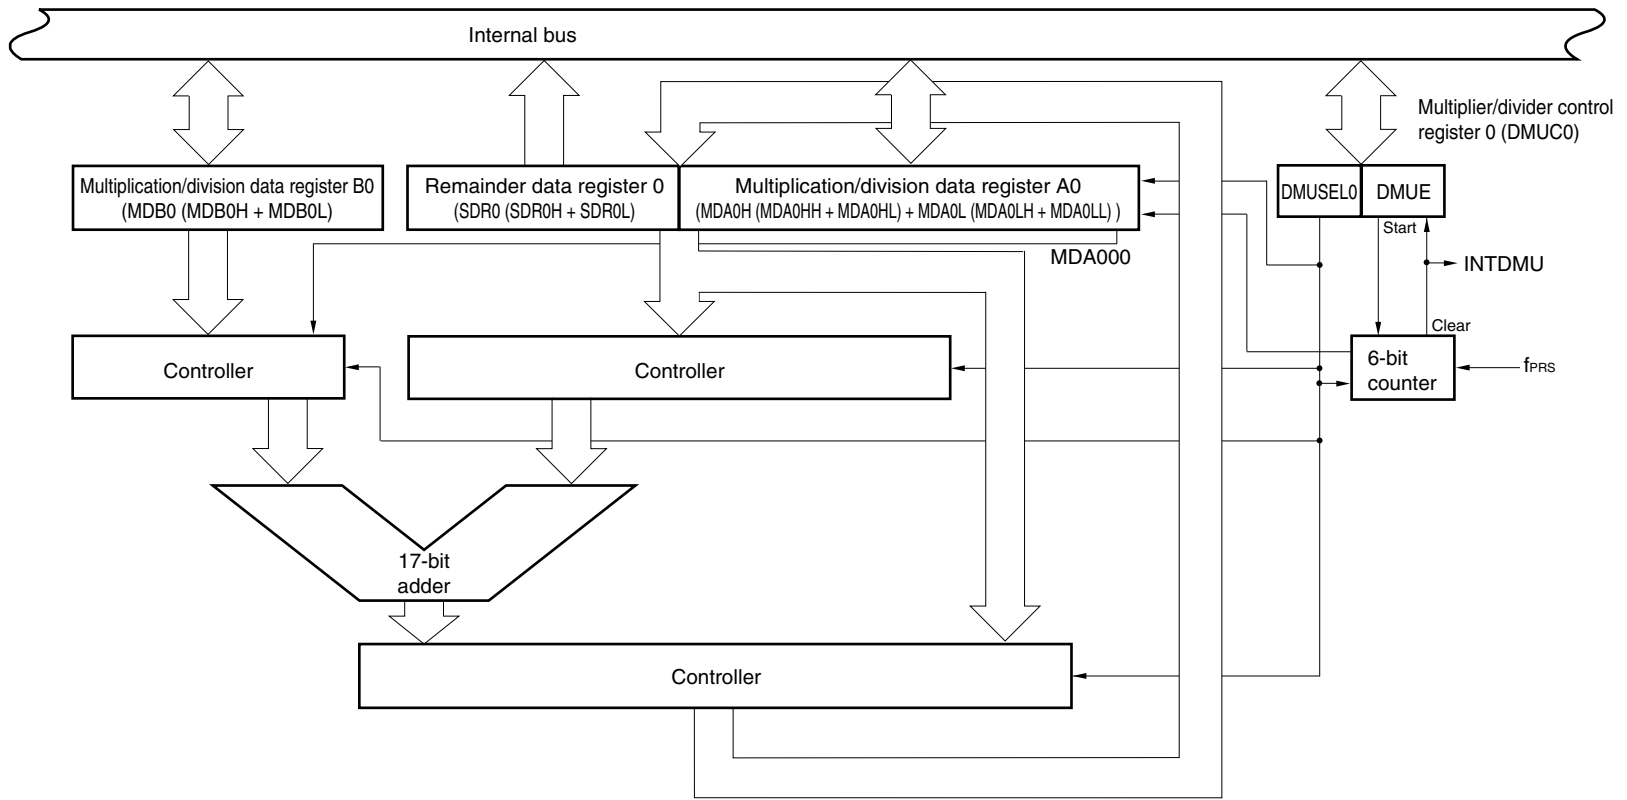 Internal bus
Multiplier/divider control
register 0 (DMUC0)
Multiplication/division data register B0
(MDB0 (MDB0H + MDB0L)
Remainder data register 0
(SDR0 (SDR0H + SDR0L)
Multiplication/division data register A0
(MDA0H (MDA0HH + MDA0HL) + MDA0L (MDA0LH + MDA0LL) )
DMUSEL0
DMUE
Start
MDA000
INTDMU
Clear
Controller
Controller
6-bit
counter
fPRS
17-bit
adder
Controller